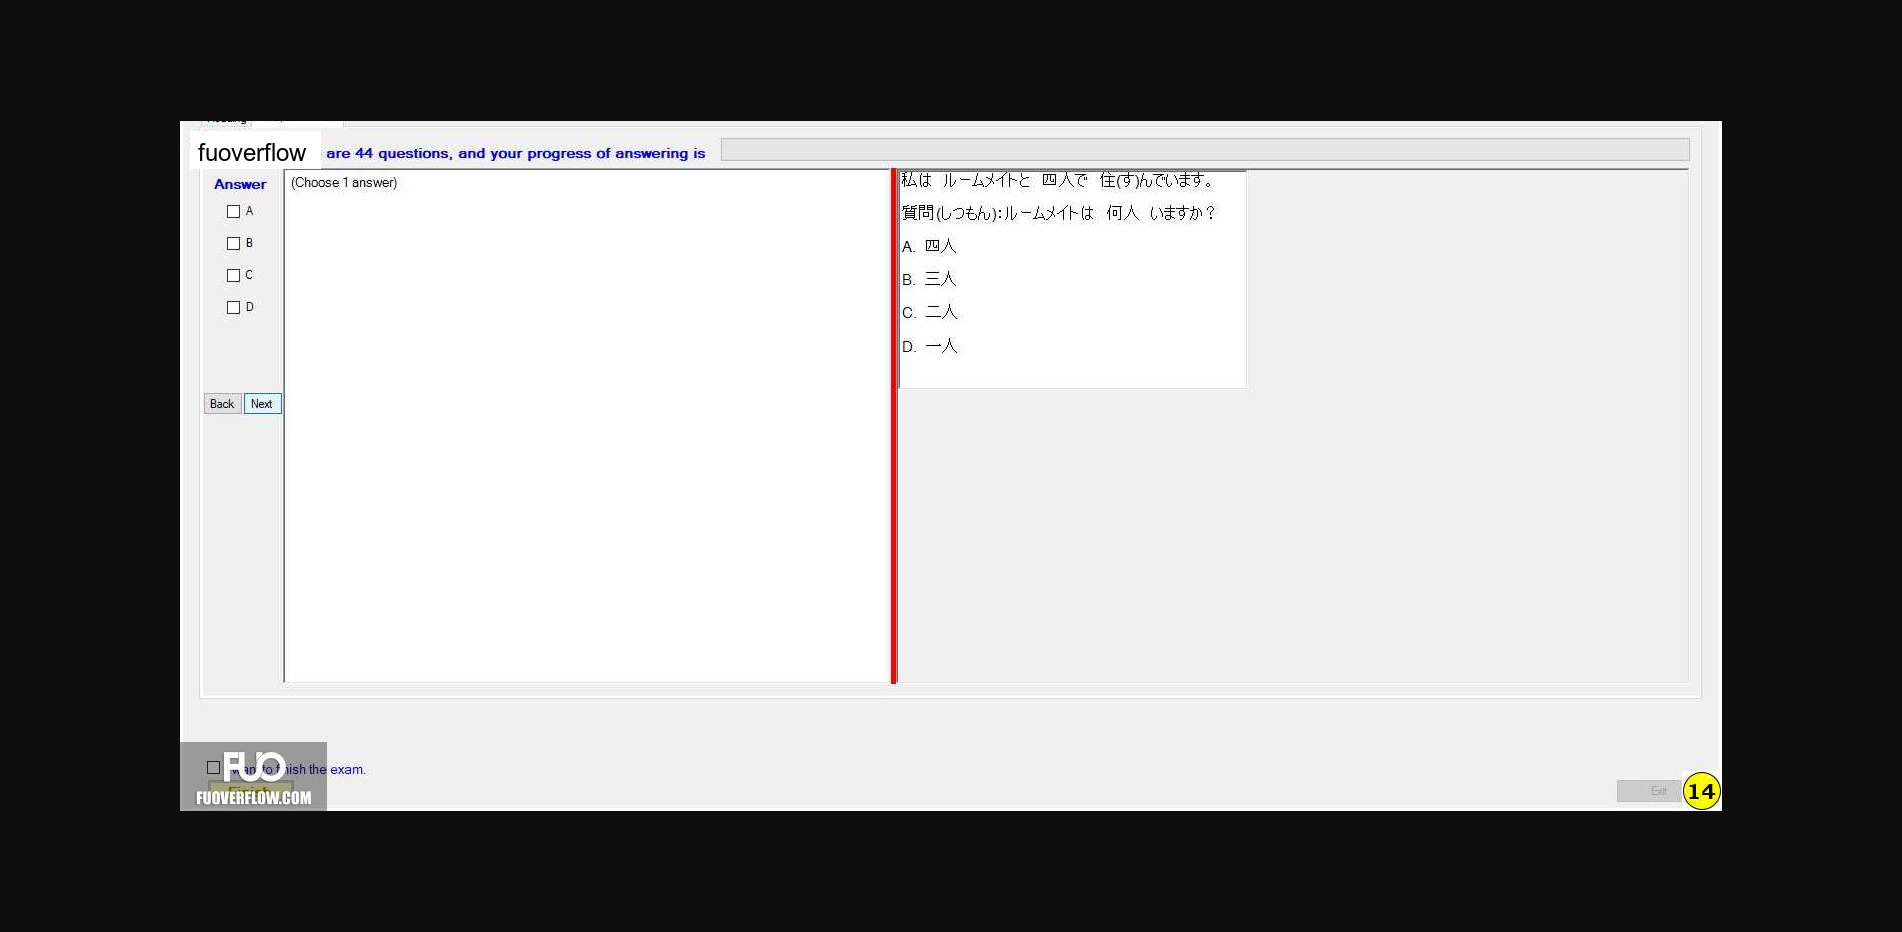 fuoverflow are 44 questions, and your progress of answering is
Answer
A
B
C
D
Back Next
(Choose 1 answer)
私は ルームメイトと 四人で 住(す)んでいます。
質問(しつもん):ルームメイトは 何人 いますか？
A. 四人
B. 三人
C. 二人
D. 一人
FUO
want to finish the exam.
Finish
FUOVERFLOW.COM
Exit
14